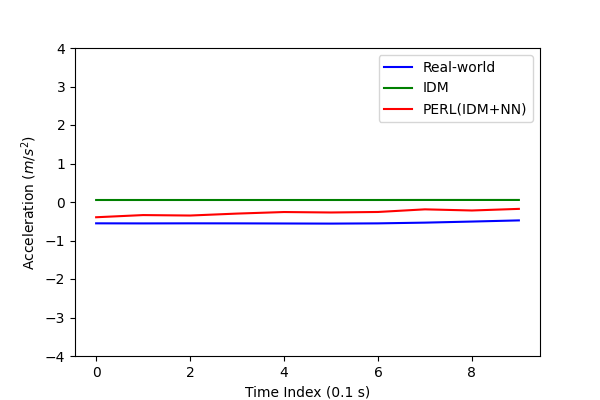 4
3
2
1
0
−1
−2
−3
−4
Acceleration (m/s²)
Real-world
IDM
PERL(IDM+NN)
0 2 4 6 8
Time Index (0.1 s)